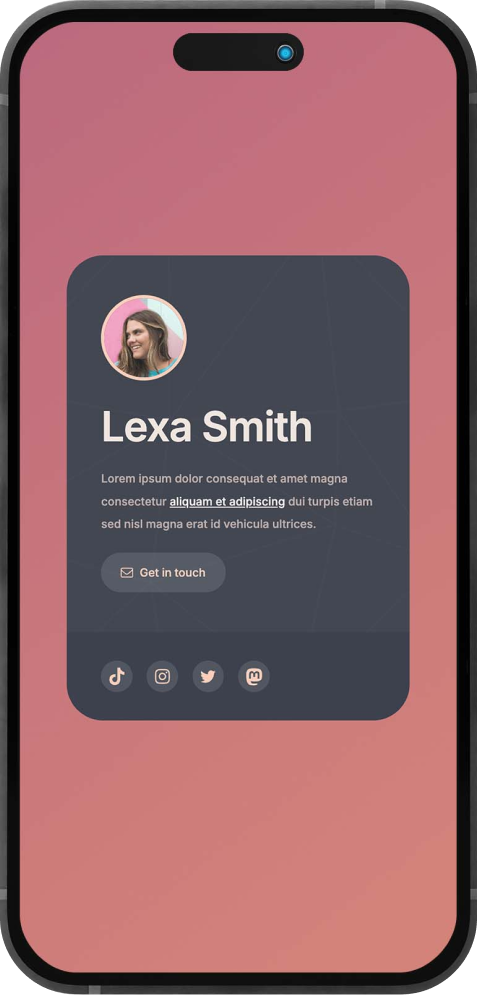 Lexa Smith
Lorem ipsum dolor consequat et amet magna
consectetur aliquam et adipiscing dui turpis etiam
sed nisl magna erat id vehicula ultrices.
Get in touch